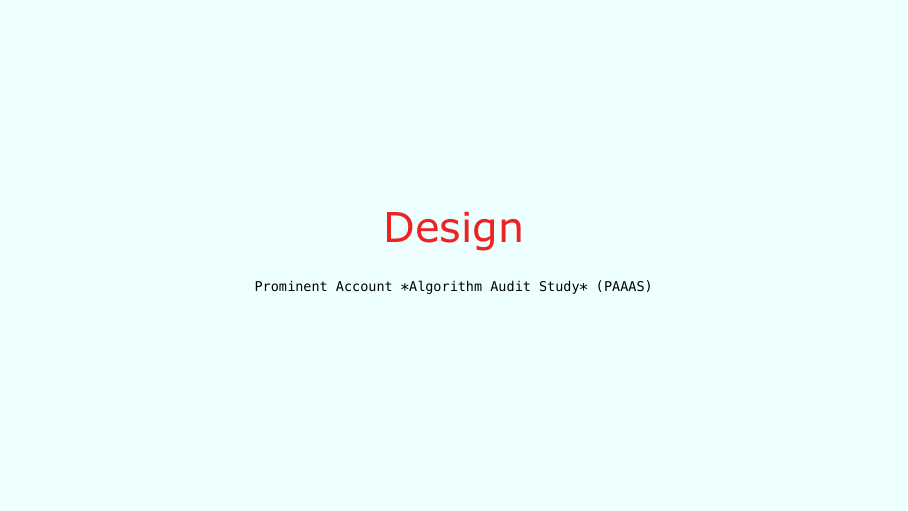 Design
Prominent Account *Algorithm Audit Study* (PAAAS)